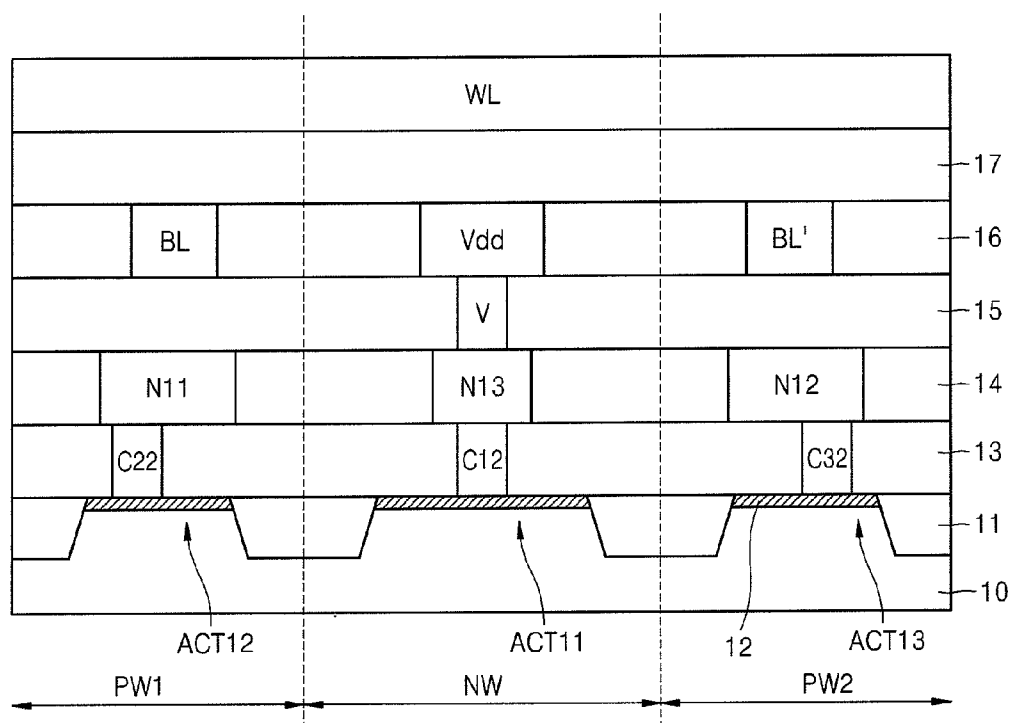 WL
17
BL Vdd BL' 16
V 15
N11 N13 N12 14
C22 C12 C32 13
11
10
ACT12 ACT11 12 ACT13
PW1 NW PW2